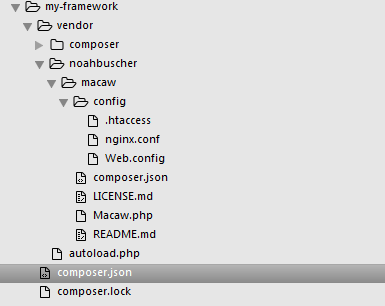 my-framework
vendor
composer
noahbuscher
macaw
config
.htaccess
nginx.conf
Web.config
composer.json
LICENSE.md
Macaw.php
README.md
autoload.php
composer.json
composer.lock